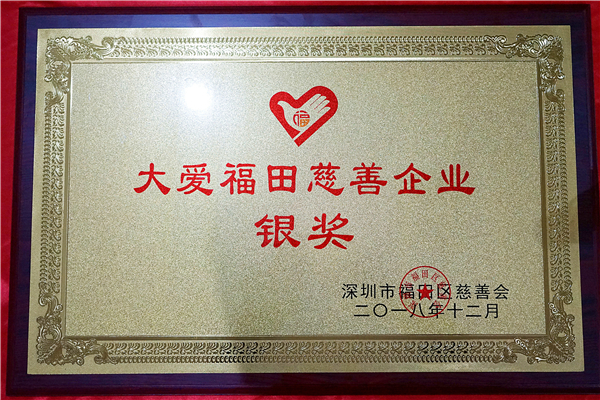 福
大爱福田慈善企业
银奖
深圳市福田区慈善会
二〇一八年十二月